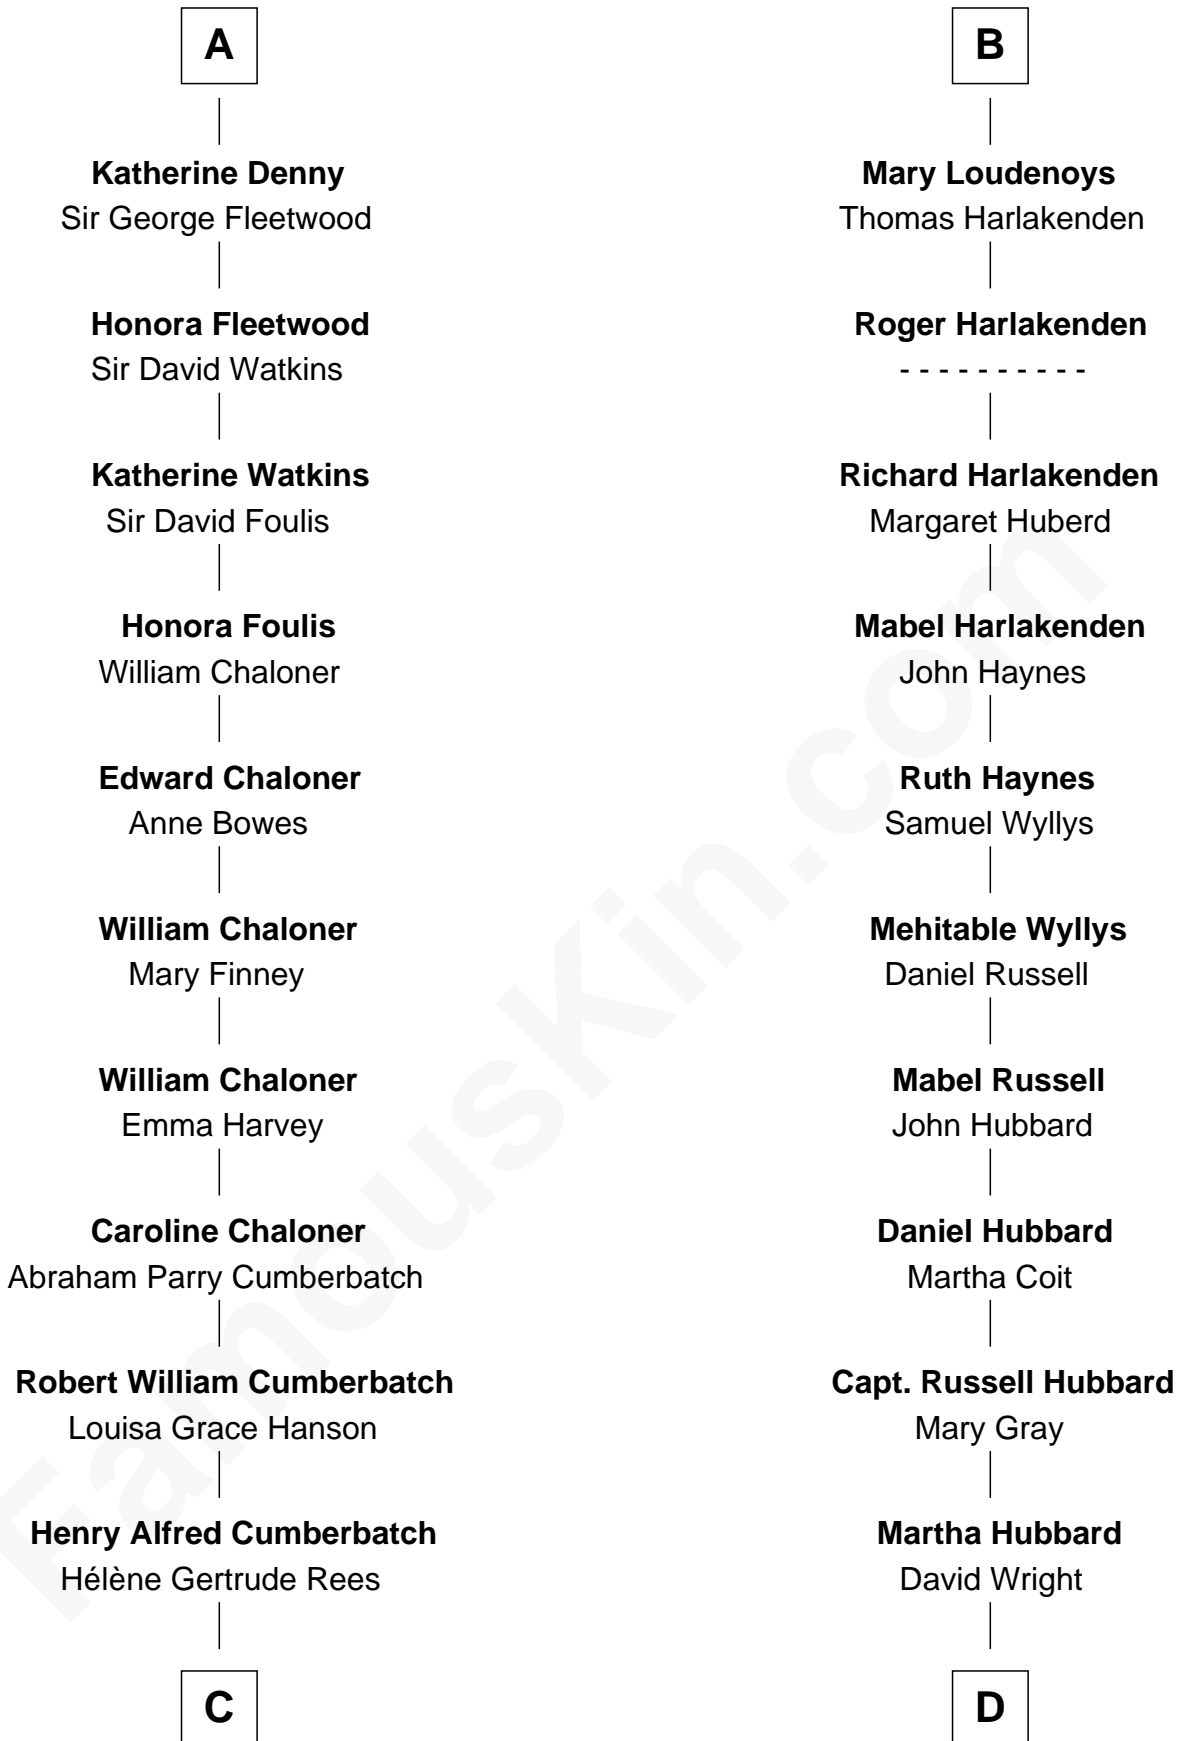 A
Katherine Denny
Sir George Fleetwood
Honora Fleetwood
Sir David Watkins
Katherine Watkins
Sir David Foulis
Honora Foulis
William Chaloner
Edward Chaloner
Anne Bowes
William Chaloner
Mary Finney
William Chaloner
Emma Harvey
Caroline Chaloner
Abraham Parry Cumberbatch
Robert William Cumberbatch
Louisa Grace Hanson
Henry Alfred Cumberbatch
Hélène Gertrude Rees
C
B
Mary Loudenoys
Thomas Harlakenden
Roger Harlakenden
- - - - - - - - - -
Richard Harlakenden
Margaret Huberd
Mabel Harlakenden
John Haynes
Ruth Haynes
Samuel Wyllys
Mehitable Wyllys
Daniel Russell
Mabel Russell
John Hubbard
Daniel Hubbard
Martha Coit
Capt. Russell Hubbard
Mary Gray
Martha Hubbard
David Wright
D
FamousKin.com